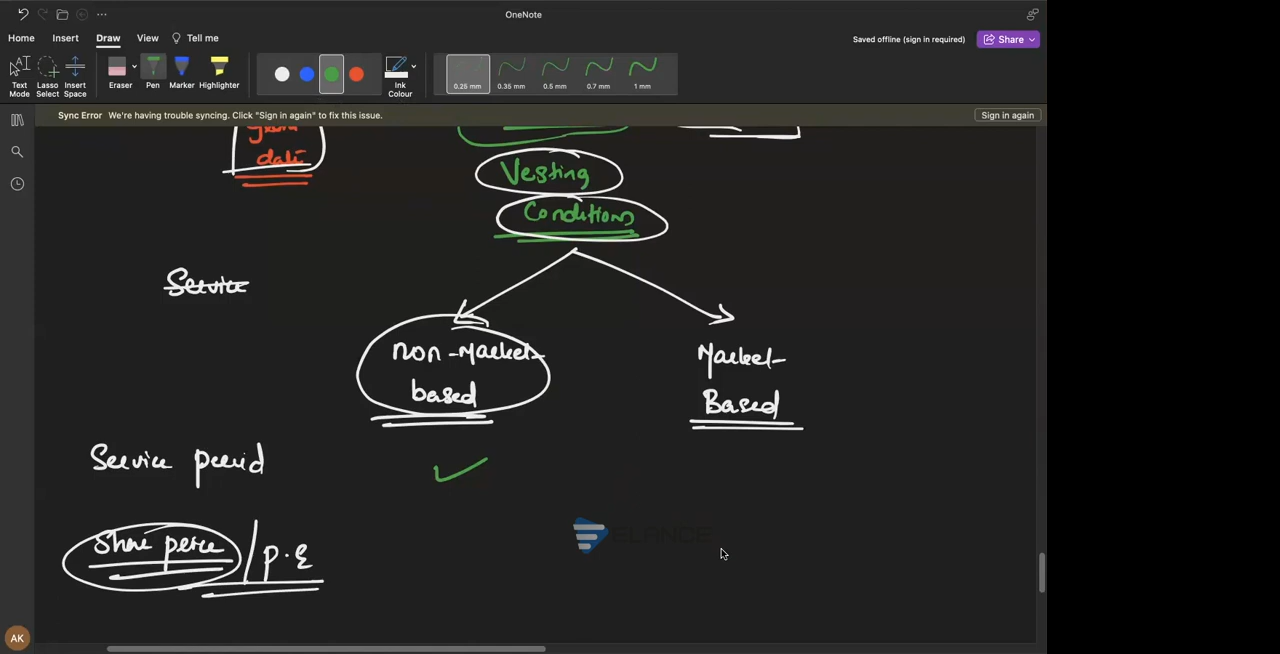 OneNote
Home Insert Draw View Tell me
Saved offline (sign in required) Share
Text Mode
Lasso Select
Insert Space
Eraser
Pen
Marker
Highlighter
Ink Colour
0.25 mm
0.35 mm
0.5 mm
0.7 mm
1 mm
Sync Error We're having trouble syncing. Click "Sign in again" to fix this issue. Sign in again
date
Vesting
Conditions
Service
Non-Market-
based
Market-
Based
Service period
Share price / P.E
ELANCE
AK